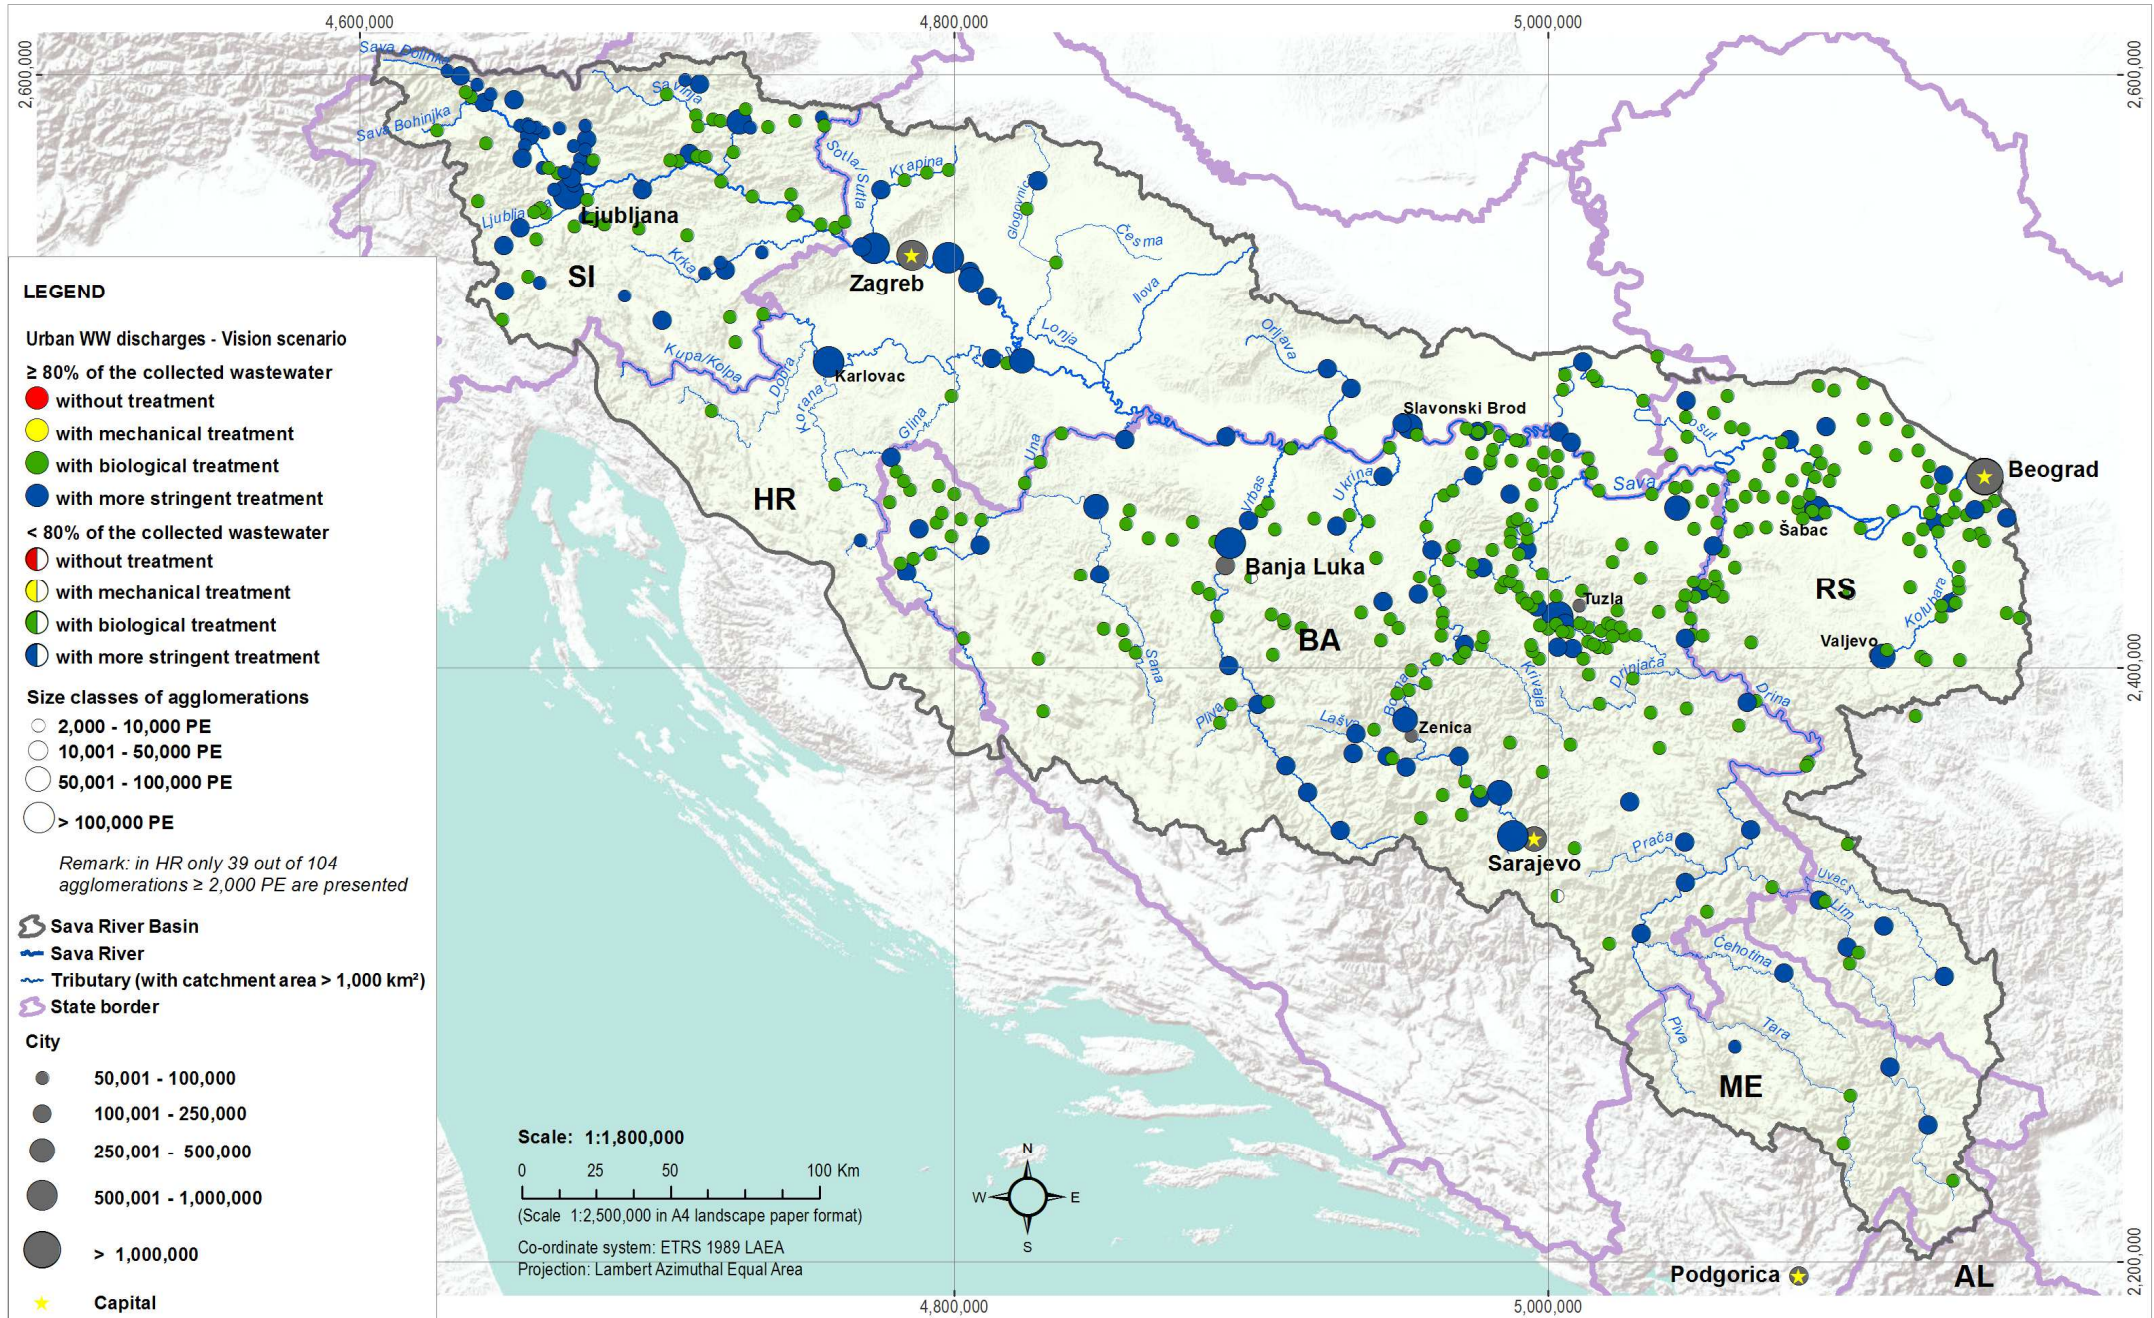 4,600,000
4,800,000
5,000,000
2,600,000
2,600,000
Sava Dolinka
Sava Bohinjka
Savinja
Sotla/Sutla
Krapina
Glogovnica
Česma
Ljubljana
Krka
SI
Zagreb
Ilova
Lonja
Orljava
Kupa/Kolpa
Dobra
Karlovac
Korana
Glina
Una
Slavonski Brod
Sava
Beograd
HR
Vrbas
Ukrina
Šabac
Banja Luka
Tuzla
RS
Kolubara
BA
Valjevo
Sana
Krivaja
Drinjača
Drina
2,400,000
Pliva
Lašva
Bosna
Zenica
Sarajevo
Prača
Uvac
Lim
Ćehotina
Piva
Tara
ME
Podgorica
AL
2,200,000
4,800,000
5,000,000
LEGEND
Urban WW discharges - Vision scenario
≥ 80% of the collected wastewater
without treatment
with mechanical treatment
with biological treatment
with more stringent treatment
< 80% of the collected wastewater
without treatment
with mechanical treatment
with biological treatment
with more stringent treatment
Size classes of agglomerations
2,000 - 10,000 PE
10,001 - 50,000 PE
50,001 - 100,000 PE
> 100,000 PE
Remark: in HR only 39 out of 104
agglomerations ≥ 2,000 PE are presented
Sava River Basin
Sava River
Tributary (with catchment area > 1,000 km²)
State border
City
50,001 - 100,000
100,001 - 250,000
250,001 - 500,000
500,001 - 1,000,000
> 1,000,000
Capital
Scale: 1:1,800,000
0 25 50 100 Km
(Scale 1:2,500,000 in A4 landscape paper format)
Co-ordinate system: ETRS 1989 LAEA
Projection: Lambert Azimuthal Equal Area
N
W E
S